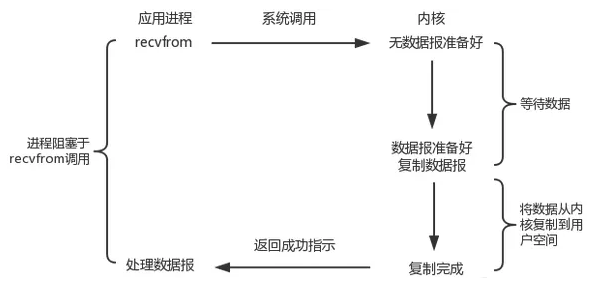 应用进程
系统调用
内核
recvfrom
无数据报准备好
等待数据
进程阻塞于
recvfrom调用
数据报准备好
复制数据报
将数据从内
核复制到用
户空间
返回成功指示
处理数据报
复制完成